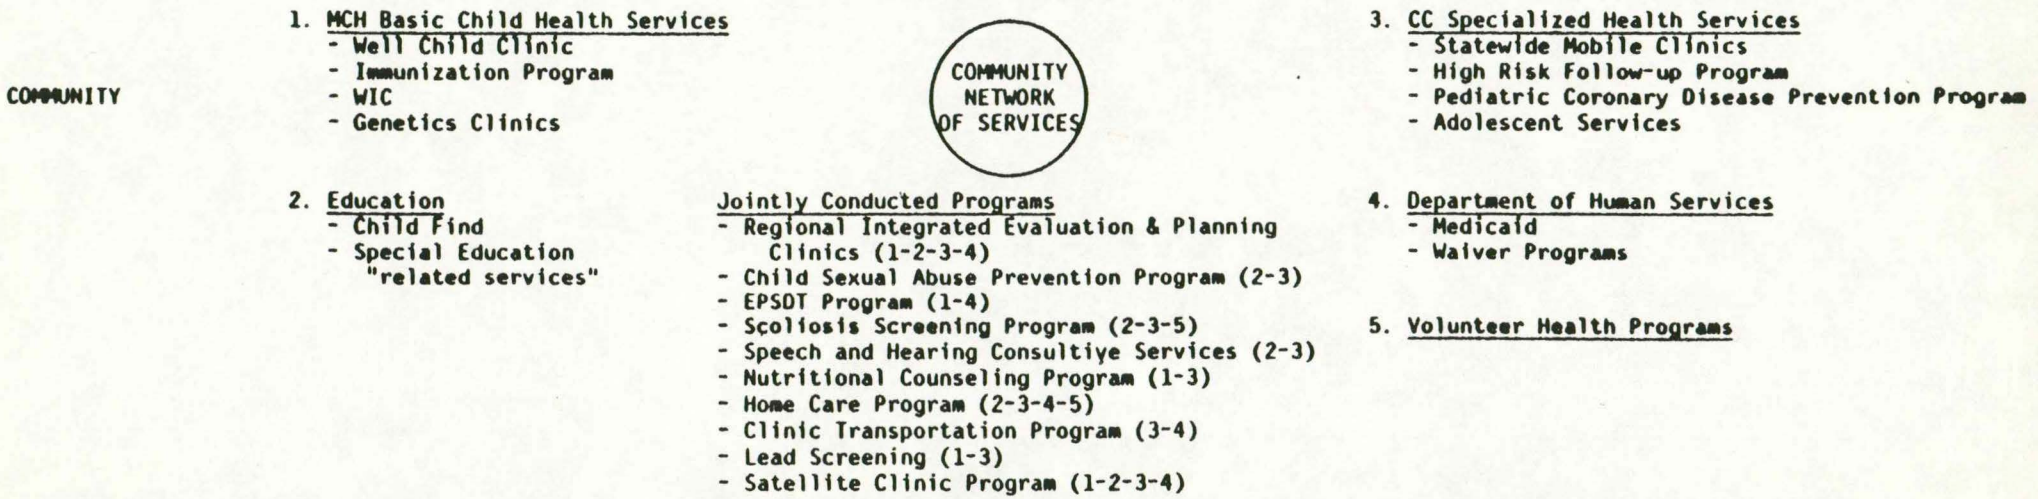 COMMUNITY
1. MCH Basic Child Health Services
- Well Child Clinic
- Immunization Program
- WIC
- Genetics Clinics
COMMUNITY
NETWORK
OF SERVICES
3. CC Specialized Health Services
- Statewide Mobile Clinics
- High Risk Follow-up Program
- Pediatric Coronary Disease Prevention Program
- Adolescent Services
2. Education
- Child Find
- Special Education
"related services"
Jointly Conducted Programs
- Regional Integrated Evaluation & Planning
Clinics (1-2-3-4)
- Child Sexual Abuse Prevention Program (2-3)
- EPSDT Program (1-4)
- Scoliosis Screening Program (2-3-5)
- Speech and Hearing Consultive Services (2-3)
- Nutritional Counseling Program (1-3)
- Home Care Program (2-3-4-5)
- Clinic Transportation Program (3-4)
- Lead Screening (1-3)
- Satellite Clinic Program (1-2-3-4)
4. Department of Human Services
- Medicaid
- Waiver Programs
5. Volunteer Health Programs